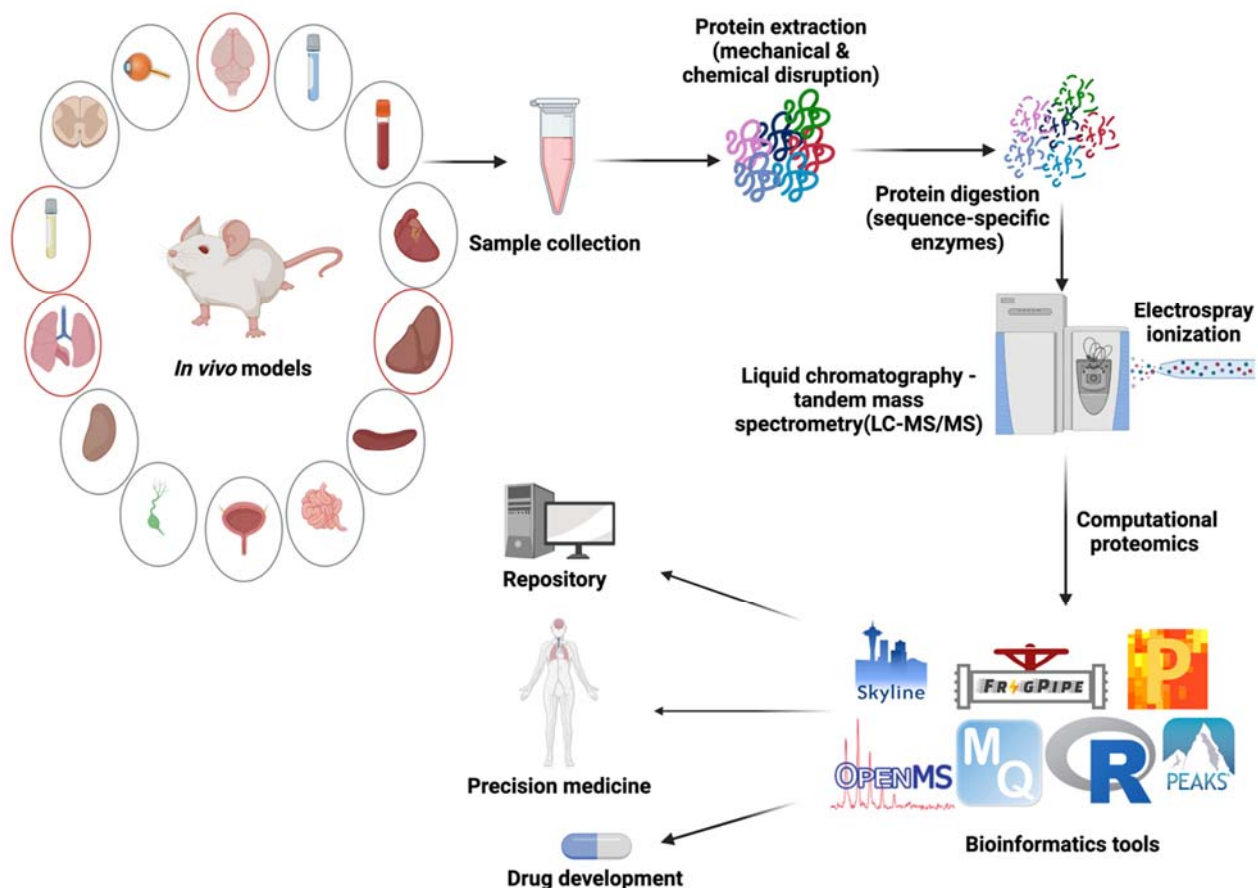 Protein extraction
(mechanical &
chemical disruption)
Sample collection
Protein digestion
(sequence-specific
enzymes)
In vivo models
Electrospray
ionization
Liquid chromatography -
tandem mass
spectrometry(LC-MS/MS)
Computational
proteomics
Repository
Skyline
FRAGPIPE
P
Precision medicine
OPENMS
M
Q
R
PEAKS
Bioinformatics tools
Drug development